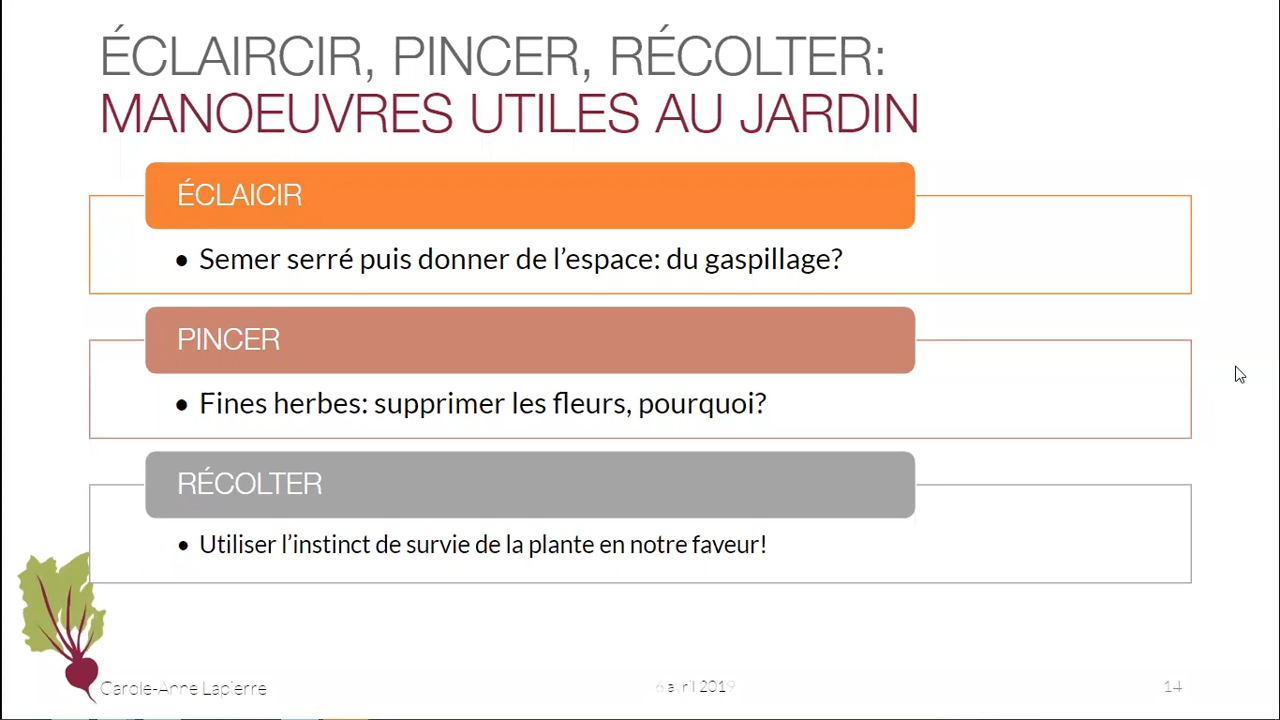 ÉCLAIRCIR, PINCER, RÉCOLTER:
MANOEUVRES UTILES AU JARDIN
ÉCLAICIR
• Semer serré puis donner de l’espace: du gaspillage?
PINCER
• Fines herbes: supprimer les fleurs, pourquoi?
RÉCOLTER
• Utiliser l’instinct de survie de la plante en notre faveur!
Carole-Anne Lapierre
6 avril 2019
14